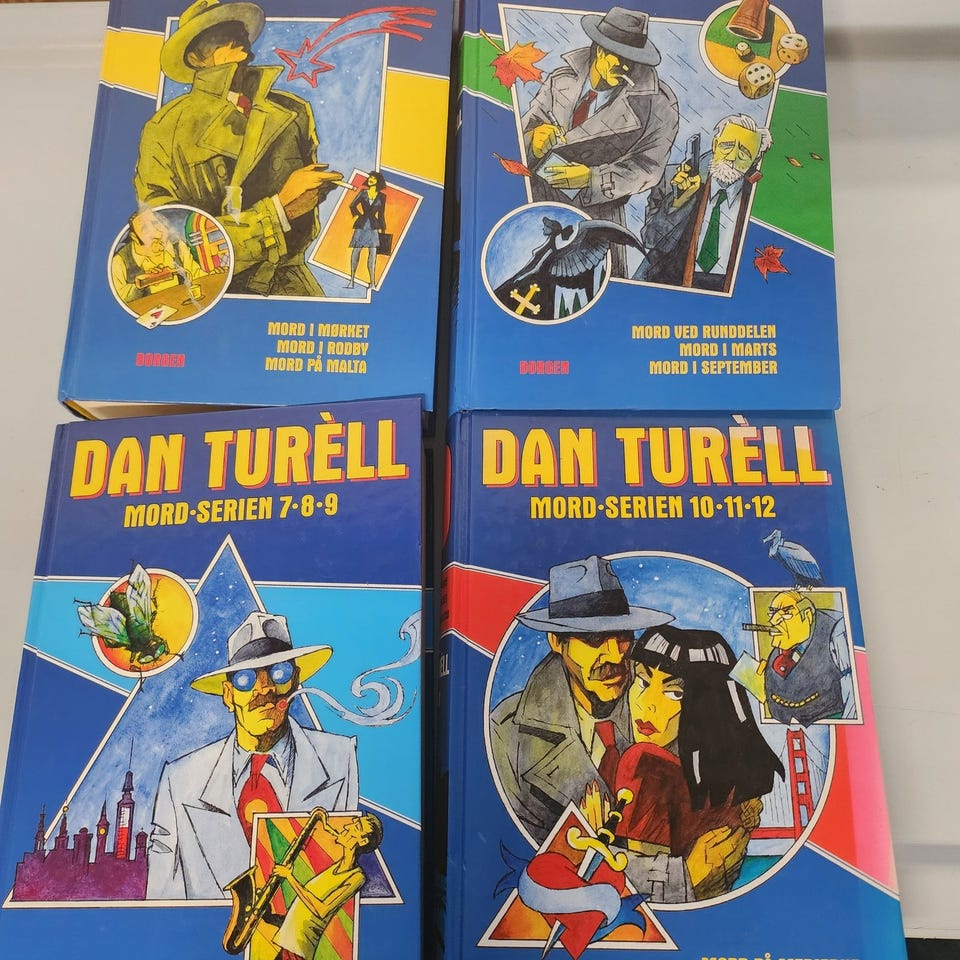 MORD I MØRKET
MORD I RODBY
MORD PÅ MALTA
BORGEN
MORD VED RUNDDELEN
MORD I MARTS
MORD I SEPTEMBER
BORGEN
DAN TURÈLL
MORD·SERIEN 7·8·9
DAN TURÈLL
MORD·SERIEN 10·11·12